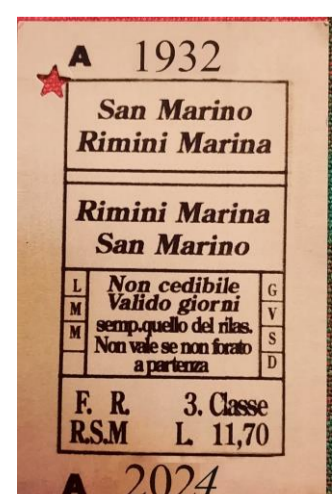 A 1932
San Marino
Rimini Marina
Rimini Marina
San Marino
L
M
M
Non cedibile
Valido giorni
semp.quello del rilas.
Non vale se non forato
a partenza
G
V
S
D
F. R. 3. Classe
R.S.M L. 11,70
A 2024